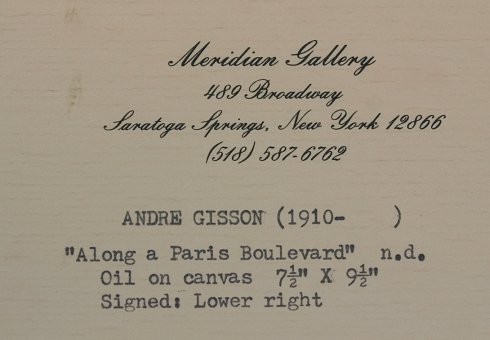 Meridian Gallery
489 Broadway
Saratoga Springs, New York 12866
(518) 587-6762
ANDRE GISSON (1910-    )
"Along a Paris Boulevard" n.d.
Oil on canvas 7½" X 9½"
Signed: Lower right